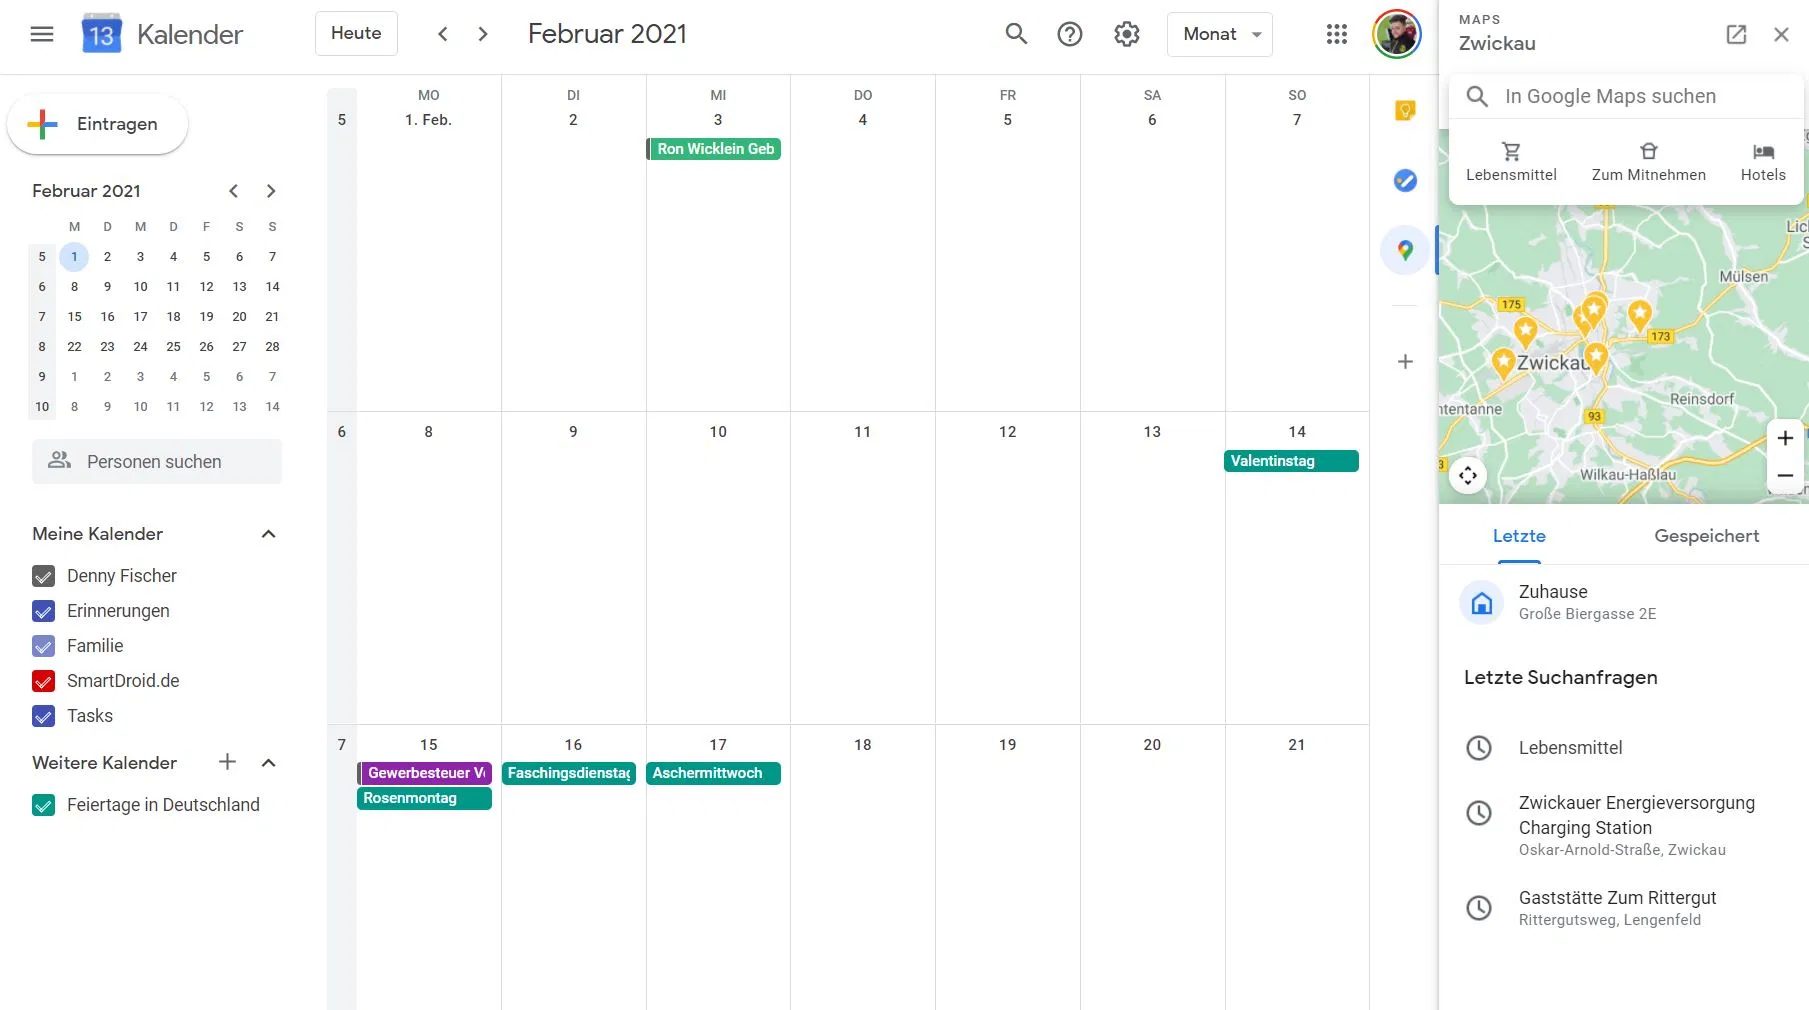 13 Kalender
Heute
Februar 2021
Monat
Eintragen
Februar 2021
M D M D F S S
5 1 2 3 4 5 6 7
6 8 9 10 11 12 13 14
7 15 16 17 18 19 20 21
8 22 23 24 25 26 27 28
9 1 2 3 4 5 6 7
10 8 9 10 11 12 13 14
Personen suchen
Meine Kalender
Denny Fischer
Erinnerungen
Familie
SmartDroid.de
Tasks
Weitere Kalender
Feiertage in Deutschland
MO DI MI DO FR SA SO
5 1. Feb. 2 3 4 5 6 7
Ron Wicklein Geb
6 8 9 10 11 12 13 14
Valentinstag
7 15 16 17 18 19 20 21
Gewerbesteuer Vo Faschingsdienstag Aschermittwoch
Rosenmontag
MAPS
Zwickau
In Google Maps suchen
Lebensmittel Zum Mitnehmen Hotels
Lic
S
Mülsen
175
173
Zwickau
Reinsdorf
ntentanne
93
3
Wilkau-Haßlau
Letzte Gespeichert
Zuhause
Große Biergasse 2E
Letzte Suchanfragen
Lebensmittel
Zwickauer Energieversorgung
Charging Station
Oskar-Arnold-Straße, Zwickau
Gaststätte Zum Rittergut
Rittergutsweg, Lengenfeld